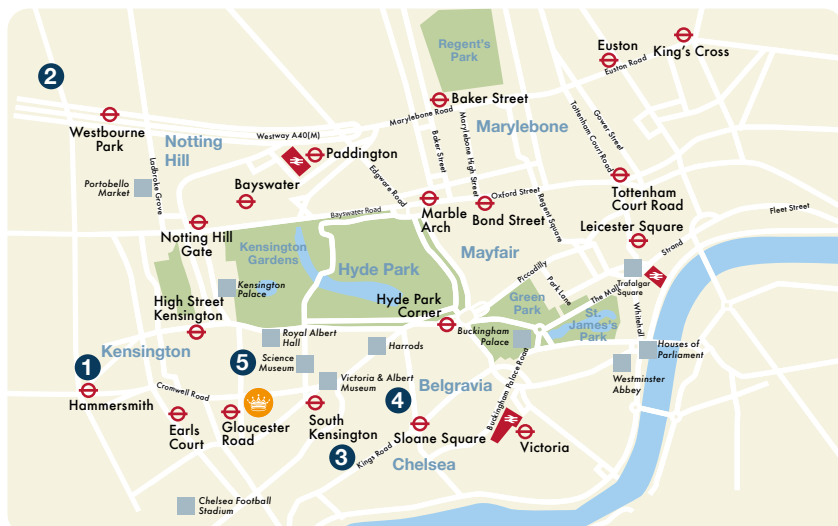 Regent's
Park
Euston
King's Cross
Euston Road
2
Baker Street
Westbourne
Park
Marylebone Road
Marylebone
Gower Street
Tottenham Court Road
Notting
Hill
Westway A40(M)
Paddington
Baker Street
Marylebone High Street
Ladbroke Grove
Portobello
Market
Bayswater
Edgware Road
Oxford Street
Tottenham
Court Road
Bayswater Road
Marble
Arch
Bond Street
Regent Square
Fleet Street
Notting Hill
Gate
Leicester Square
Kensington
Gardens
Hyde Park
Mayfair
Strand
Piccadilly
Park Lane
Trafalgar
Square
Kensington
Palace
High Street
Kensington
Hyde Park
Corner
Green
Park
The Mall
St.
James's
Park
Whitehall
Royal Albert
Hall
Buckingham
Palace
Harrods
Houses of
Parliament
Kensington
5
Science
Museum
1
Victoria & Albert
Museum
Belgravia
Westminster
Abbey
Buckingham Palace Road
Hammersmith
Cromwell Road
4
Earls
Court
Gloucester
Road
South
Kensington
Sloane Square
Victoria
3
Kings Road
Chelsea
Chelsea Football
Stadium